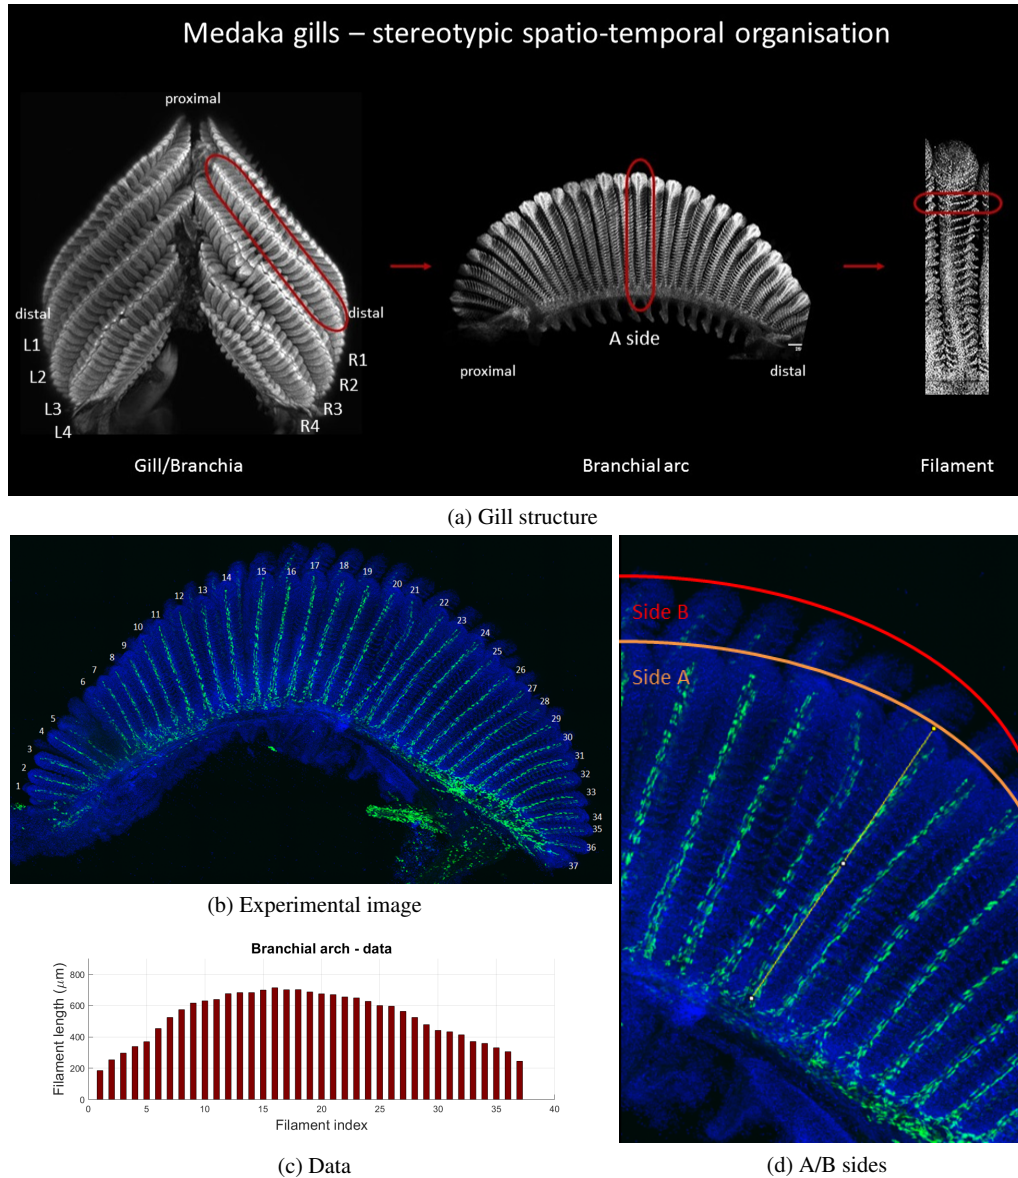 Medaka gills – stereotypic spatio-temporal organisation
proximal
distal
distal
L1
L2
L3
L4
R1
R2
R3
R4
A side
proximal
distal
Gill/Branchia
Branchial arc
Filament
(a) Gill structure
1
2
3
4
5
6
7
8
9
10
11
12
13
14
15
16
17
18
19
20
21
22
23
24
25
26
27
28
29
30
31
32
33
34
35
36
37
(b) Experimental image
Branchial arch - data
Filament length (μm)
800
600
400
200
0
0 5 10 15 20 25 30 35 40
Filament index
(c) Data
Side B
Side A
(d) A/B sides